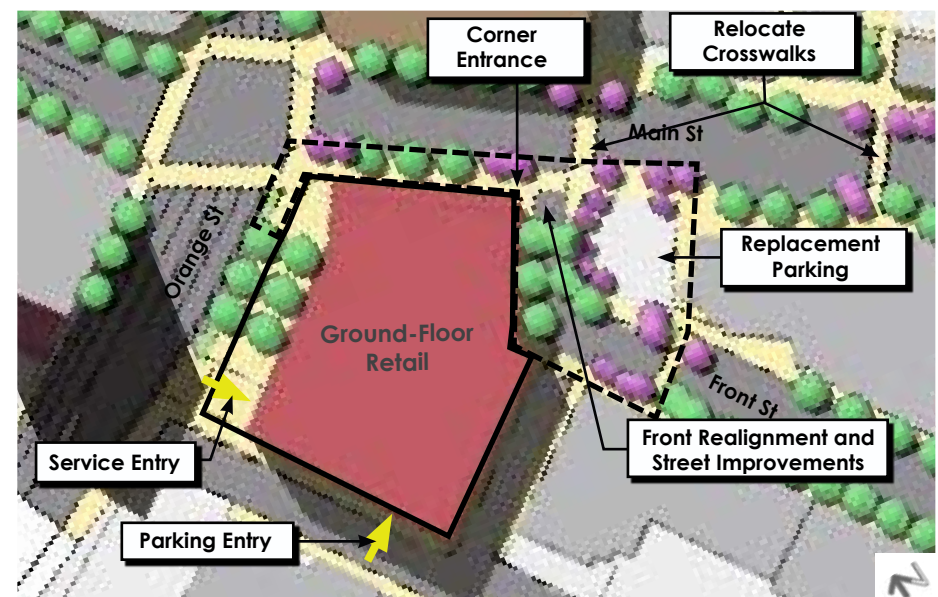 Corner
Entrance
Relocate
Crosswalks
Main St
Orange St
Replacement
Parking
Ground-Floor
Retail
Front St
Front Realignment and
Street Improvements
Service Entry
Parking Entry